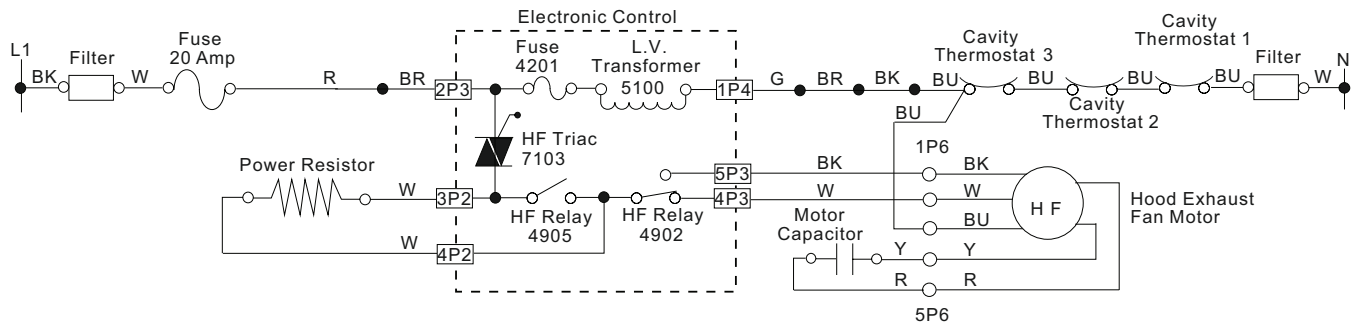 Electronic Control
L1
BK
Filter
W
Fuse
20 Amp
R
BR
2P3
Fuse
4201
L.V.
Transformer
5100
1P4
G
BR
BK
BU
Cavity
Thermostat 3
BU
Cavity
Thermostat 2
BU
Cavity
Thermostat 1
BU
Filter
W
N
BU
HF Triac
7103
Power Resistor
W
3P2
HF Relay
4905
HF Relay
4902
5P3
4P3
BK
W
1P6
BK
W
BU
H F
Hood Exhaust
Fan Motor
W
4P2
Motor
Capacitor
Y
Y
R
R
5P6